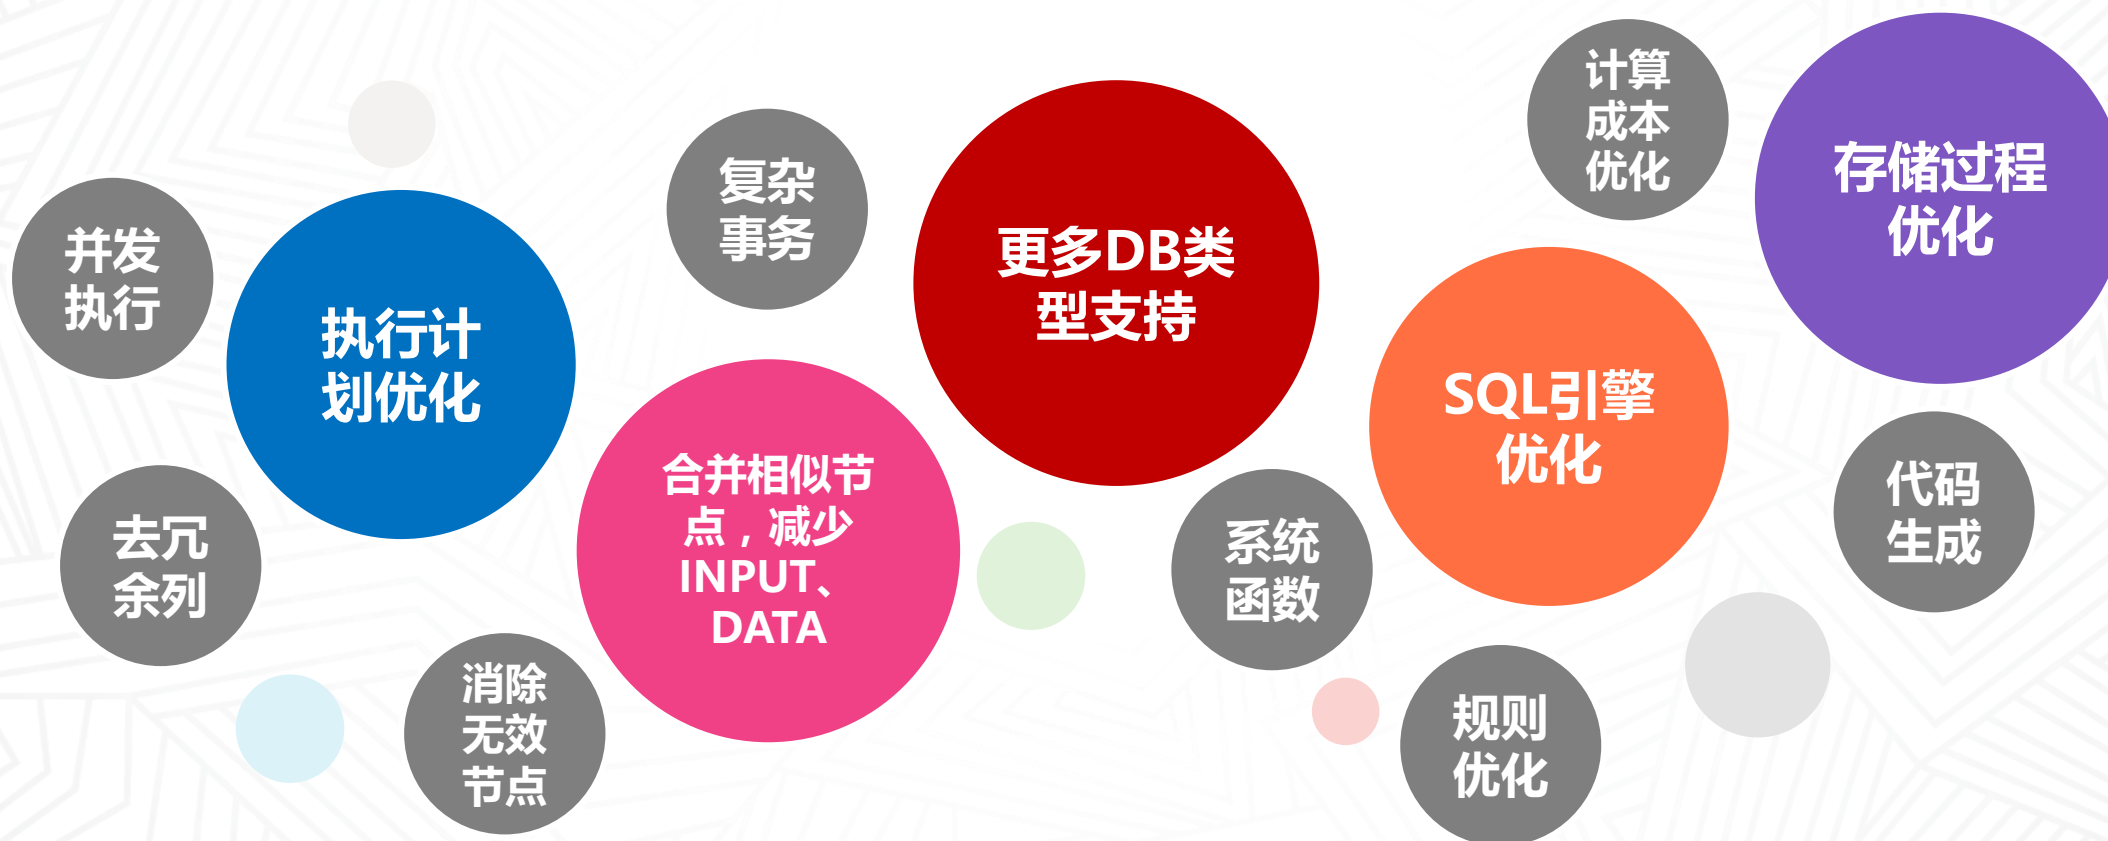 并发
执行
执行计
划优化
去冗
余列
消除
无效
节点
复杂
事务
合并相似节
点，减少
INPUT、
DATA
更多DB类
型支持
系统
函数
SQL引擎
优化
规则
优化
计算
成本
优化
存储过程
优化
代码
生成